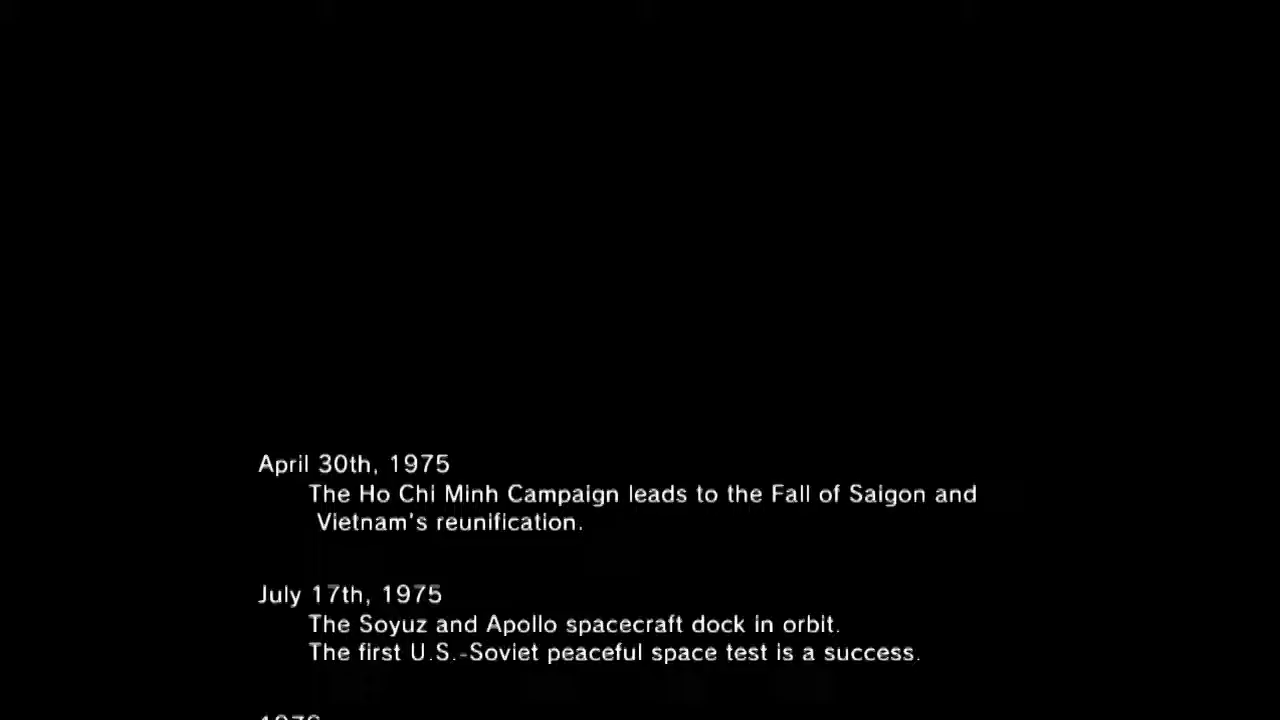 April 30th, 1975
The Ho Chi Minh Campaign leads to the Fall of Saigon and
Vietnam's reunification.
July 17th, 1975
The Soyuz and Apollo spacecraft dock in orbit.
The first U.S.-Soviet peaceful space test is a success.